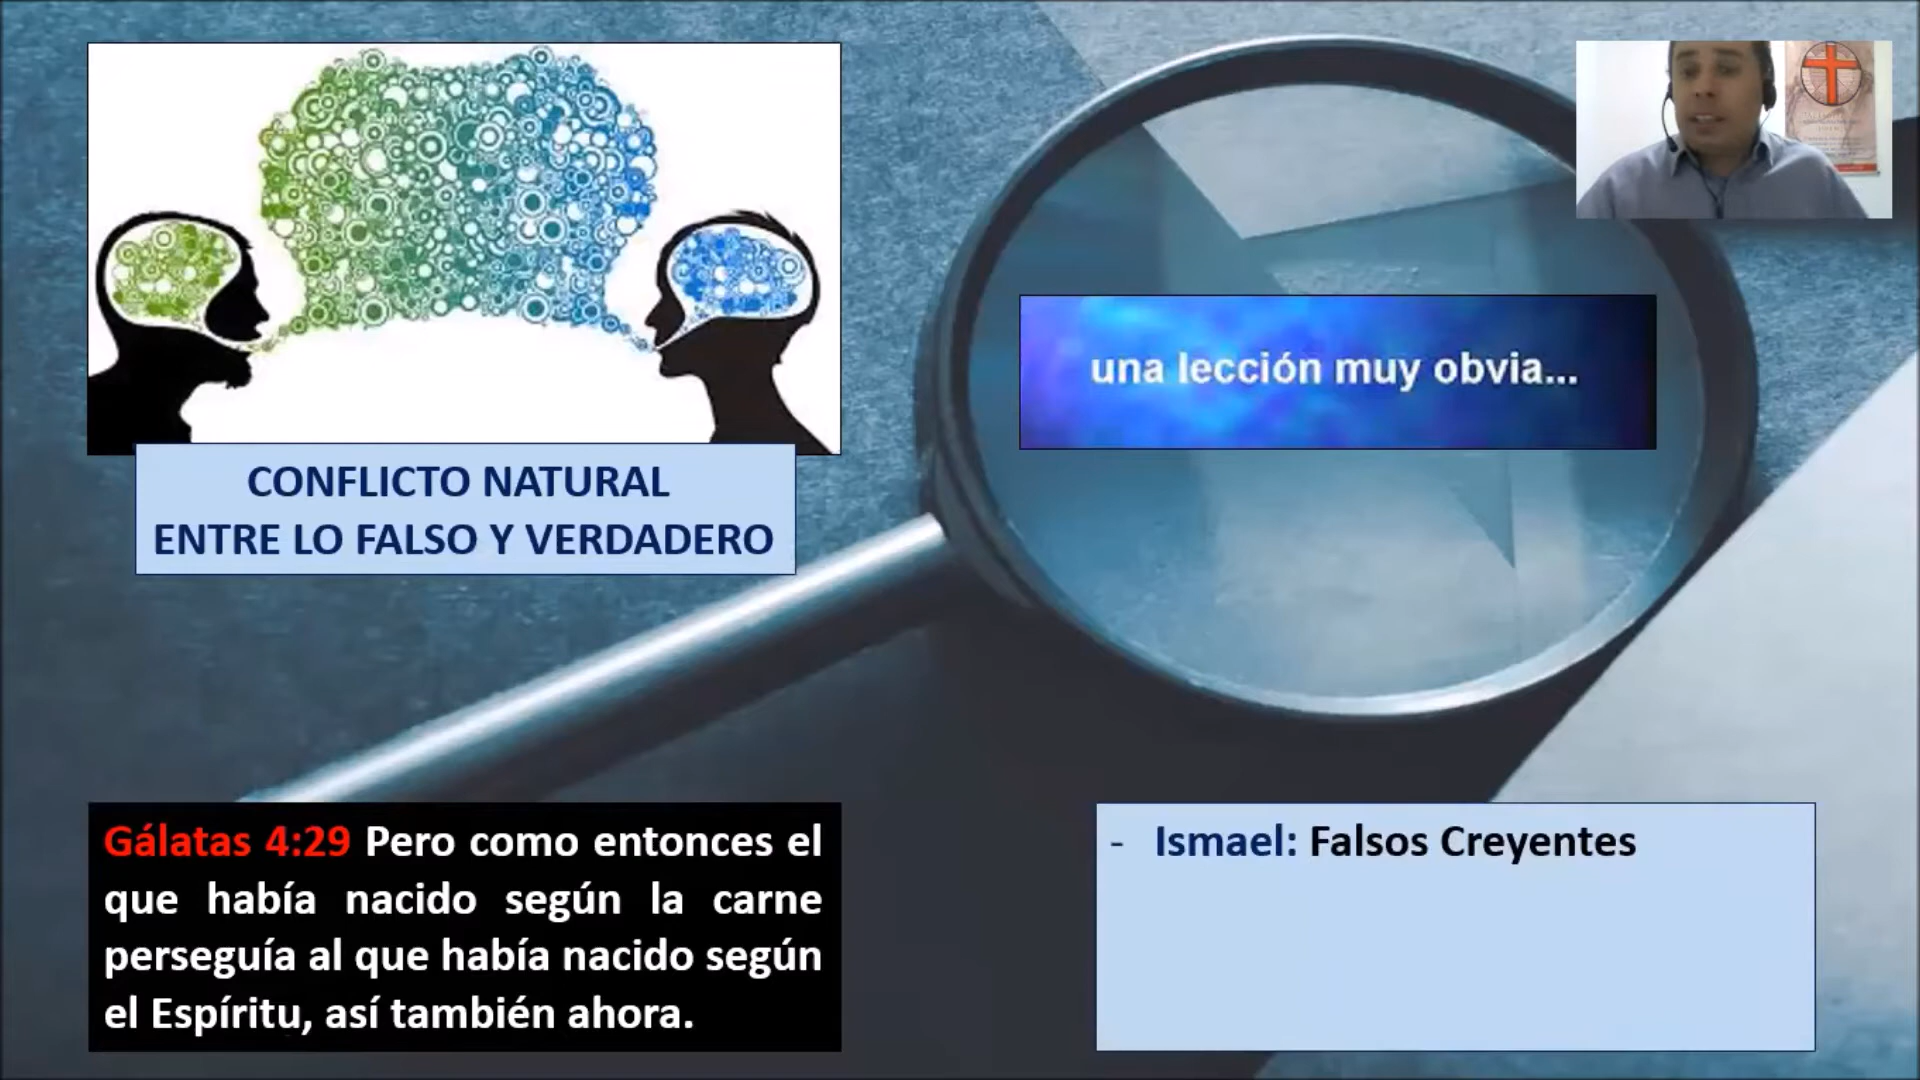 CONFLICTO NATURAL
ENTRE LO FALSO Y VERDADERO
una lección muy obvia...
Gálatas 4:29 Pero como entonces el
que había nacido según la carne
perseguía al que había nacido según
el Espíritu, así también ahora.
- Ismael: Falsos Creyentes